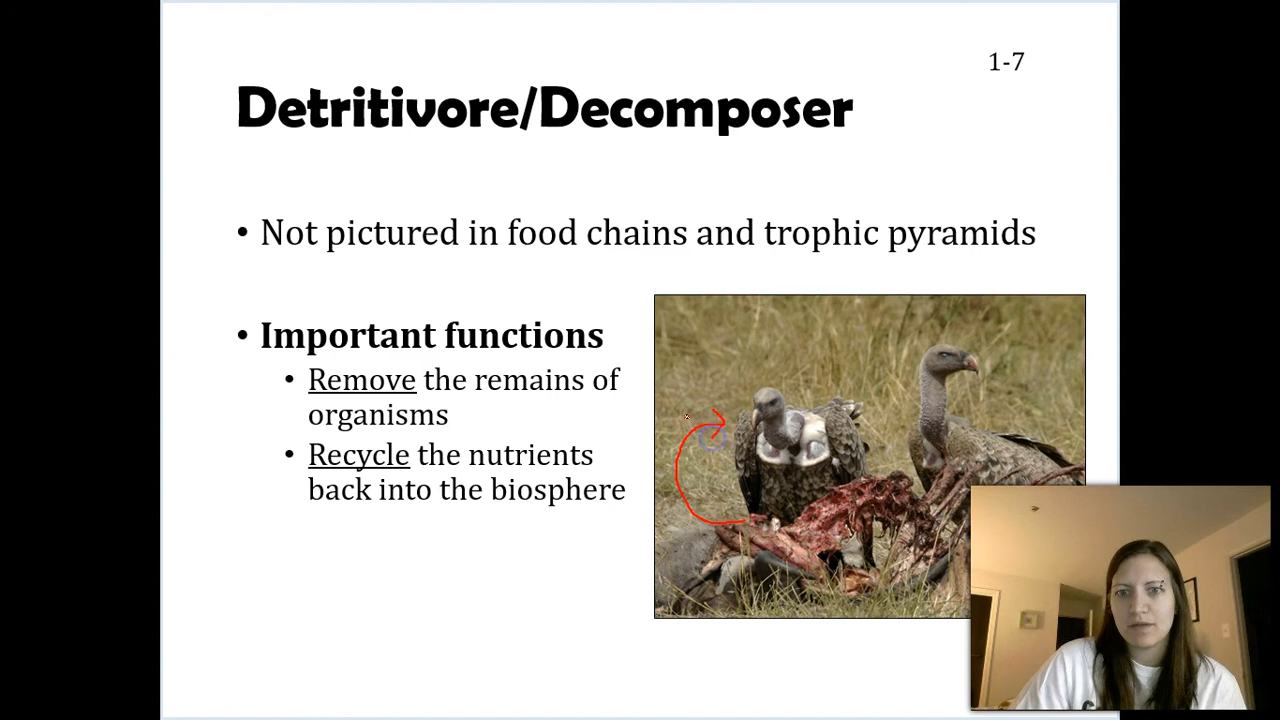 1-7
Detritivore/Decomposer
• Not pictured in food chains and trophic pyramids
• Important functions
• Remove the remains of
organisms
• Recycle the nutrients
back into the biosphere